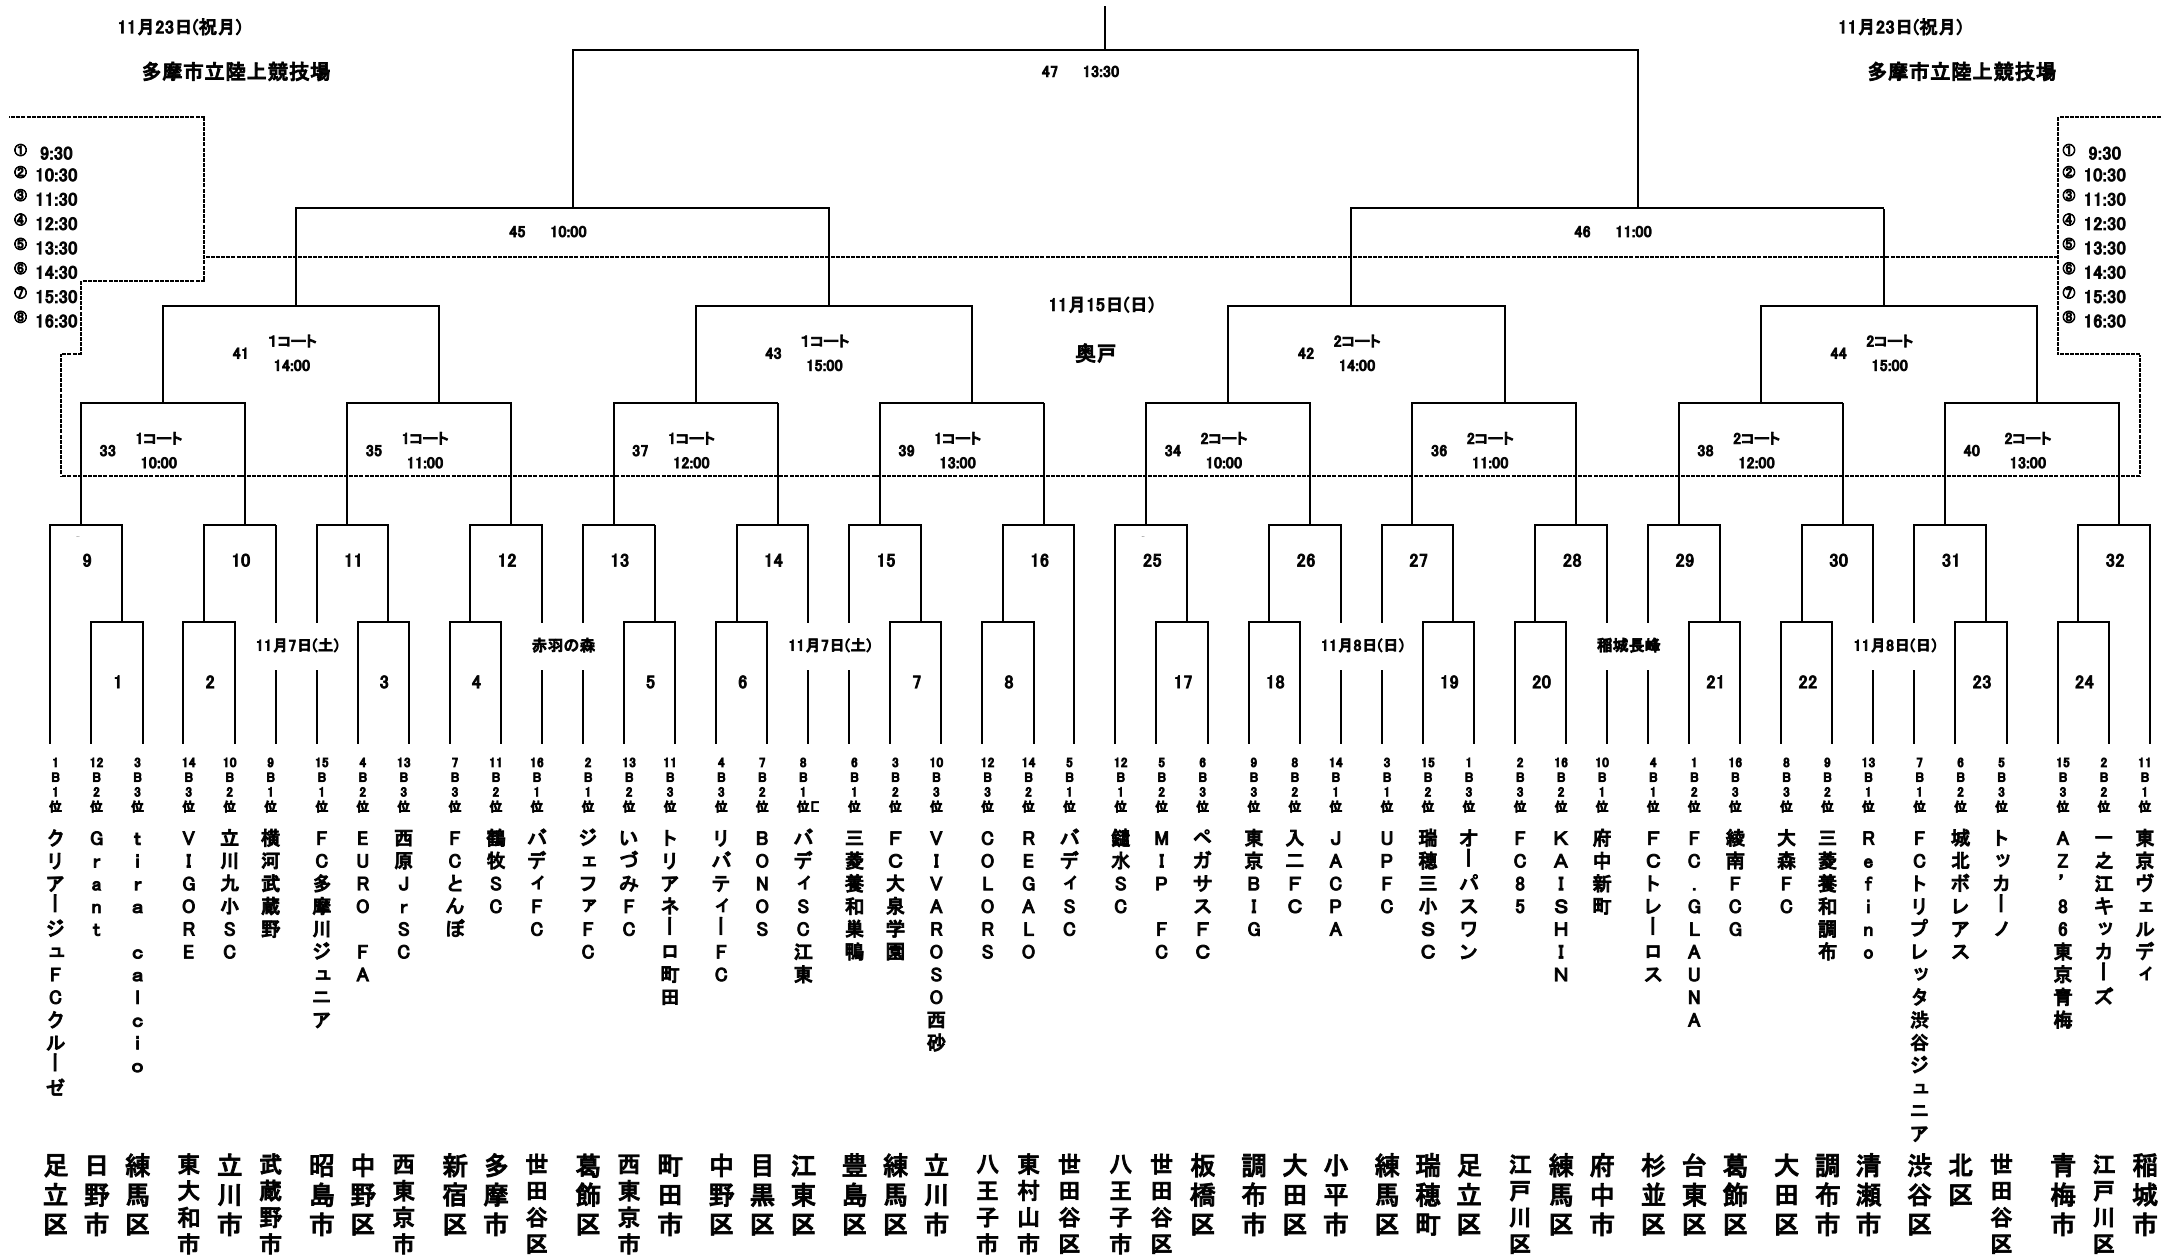 11月23日(祝月)
11月23日(祝月)
多摩市立陸上競技場
47 13:30
多摩市立陸上競技場
① 9:30
② 10:30
③ 11:30
④ 12:30
⑤ 13:30
⑥ 14:30
⑦ 15:30
⑧ 16:30
① 9:30
② 10:30
③ 11:30
④ 12:30
⑤ 13:30
⑥ 14:30
⑦ 15:30
⑧ 16:30
45 10:00
46 11:00
11月15日(日)
奥戸
41 1コート 14:00
43 1コート 15:00
42 2コート 14:00
44 2コート 15:00
33 1コート 10:00
35 1コート 11:00
37 1コート 12:00
39 1コート 13:00
34 2コート 10:00
36 2コート 11:00
38 2コート 12:00
40 2コート 13:00
9 10 11 12 13 14 15 16 25 26 27 28 29 30 31 32
11月7日(土) 赤羽の森 11月7日(土) 11月8日(日) 稲城長峰 11月8日(日)
1 2 3 4 5 6 7 8 17 18 19 20 21 22 23 24
1B1位 クリアージュFCクルーゼ 足立区
12B2位 Grant 日野市
3B3位 tira calcio 練馬区
14B3位 VIGORE 東大和市
10B2位 立川九小SC 立川市
9B1位 横河武蔵野 武蔵野市
15B1位 FC多摩川ジュニア 昭島市
4B2位 EURO FA 中野区
13B3位 西原JrSC 西東京市
7B3位 FCとんぼ 新宿区
11B2位 鶴牧SC 多摩市
16B1位 バディFC 世田谷区
2B1位 ジェファFC 葛飾区
13B2位 いづみFC 西東京市
11B3位 トリアネーロ町田 町田市
4B3位 リバティーFC 中野区
7B2位 BONOS 目黒区
8B1位 バディSC江東 江東区
6B1位 三菱養和巣鴨 豊島区
3B2位 FC大泉学園 練馬区
10B3位 VIVAROSO西砂 立川市
12B3位 COLORS 八王子市
14B2位 REGALO 東村山市
5B1位 バディSC 世田谷区
12B1位 鑓水SC 八王子市
5B2位 MIP FC 世田谷区
6B3位 ペガサスFC 板橋区
9B3位 東京BIG 調布市
8B2位 入二FC 大田区
14B1位 JACPA 小平市
3B1位 UPFC 練馬区
15B2位 瑞穂三小SC 瑞穂町
1B3位 オーパスワン 足立区
2B3位 FC85 江戸川区
16B2位 KAISHIN 練馬区
10B1位 府中新町 府中市
4B1位 FCトレーロス 杉並区
1B2位 FC.GLAUNA 台東区
16B3位 綾南FCG 葛飾区
8B3位 大森FC 大田区
9B2位 三菱養和調布 調布市
13B1位 Refino 清瀬市
7B1位 FCトリプレッタ渋谷ジュニア 渋谷区
6B2位 城北ボレアス 北区
5B3位 トッカーノ 世田谷区
15B3位 AZ’86東京青梅 青梅市
2B2位 一之江キッカーズ 江戸川区
11B1位 東京ヴェルディ 稲城市